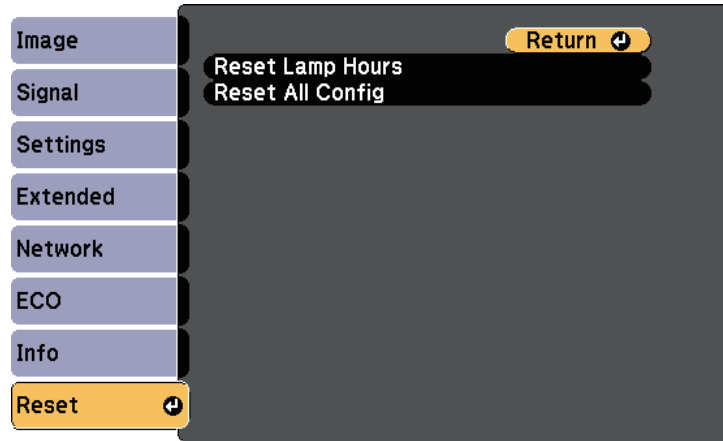 Image
Signal
Settings
Extended
Network
ECO
Info
Reset
Return
Reset Lamp Hours
Reset All Config